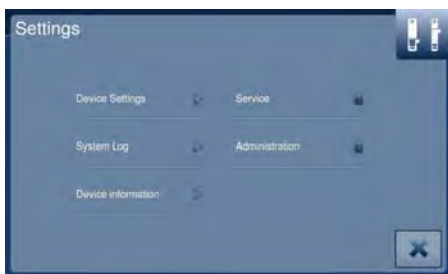 Settings
Device Settings
Service
System Log
Administration
Device information